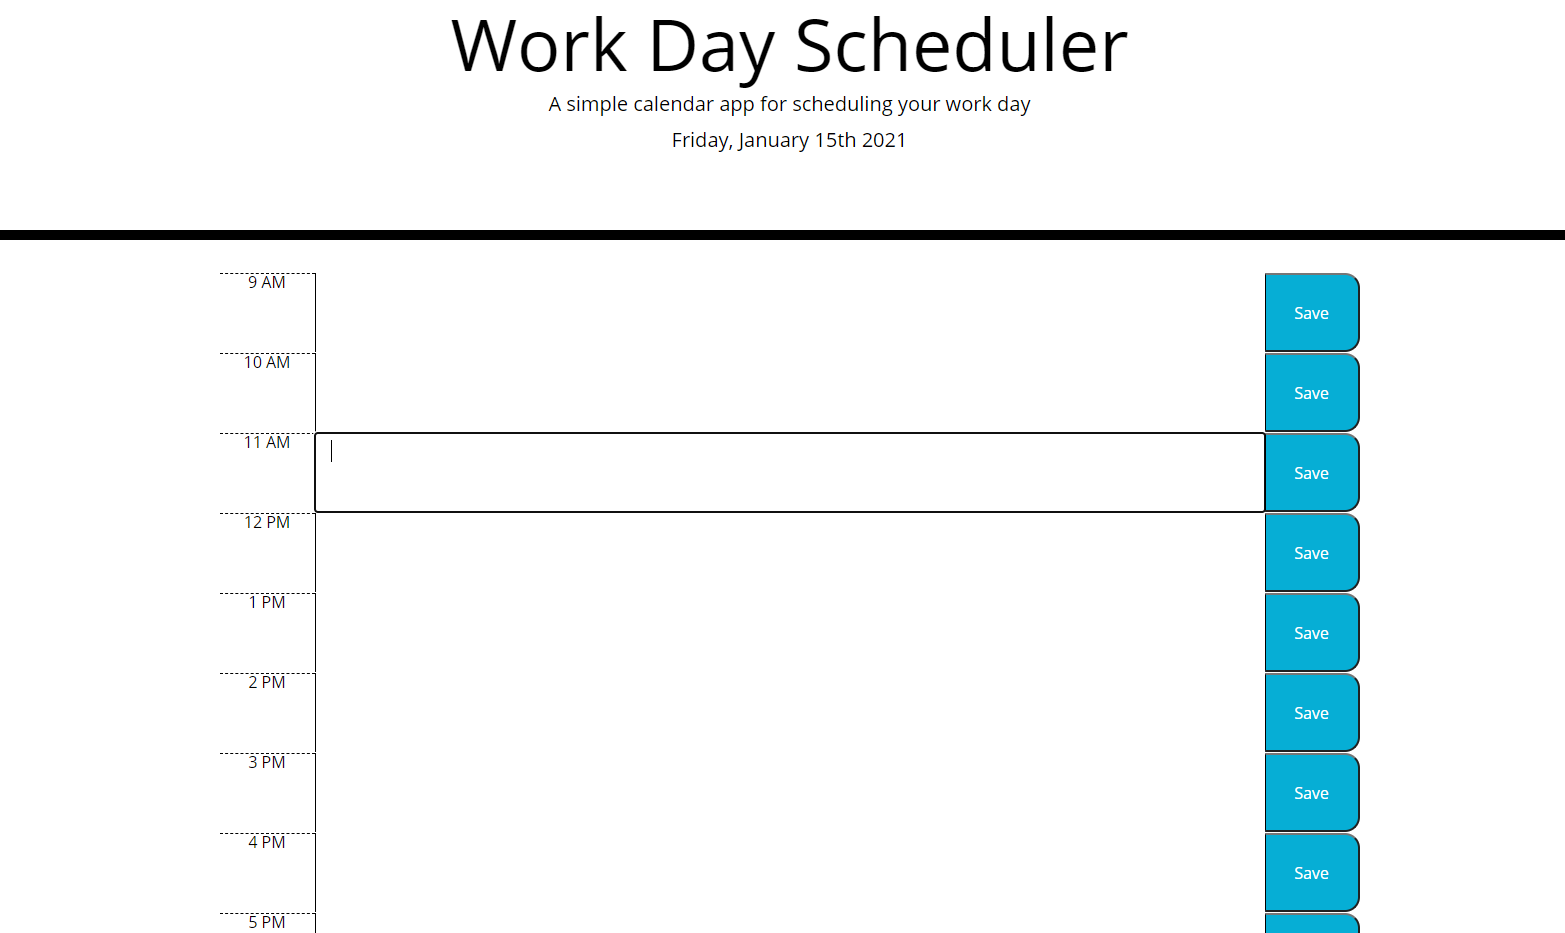 Work Day Scheduler
A simple calendar app for scheduling your work day
Friday, January 15th 2021
9 AM Save
10 AM Save
11 AM Save
12 PM Save
1 PM Save
2 PM Save
3 PM Save
4 PM Save
5 PM